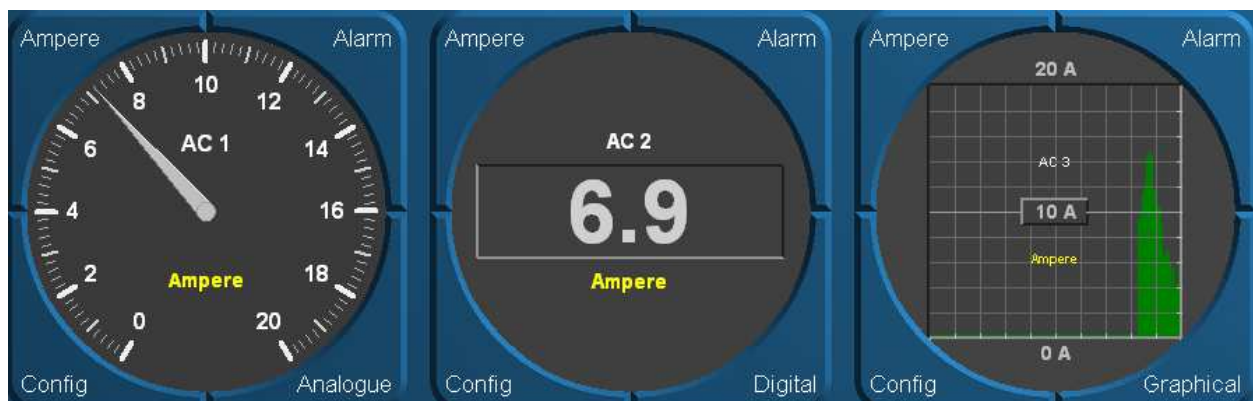 Ampere
Alarm
0
2
4
6
8
10
12
14
16
18
20
AC 1
Ampere
Config
Analogue
Ampere
Alarm
AC 2
6.9
Ampere
Config
Digital
Ampere
Alarm
20 A
AC 3
10 A
Ampere
0 A
Config
Graphical